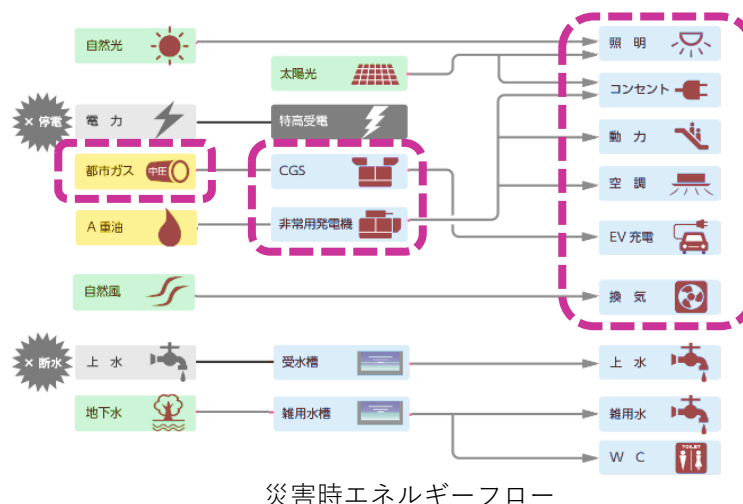 自然光
照 明
太陽光
コンセント
× 停電
電 力
特高受電
動 力
都市ガス
中圧
CGS
空 調
A 重油
非常用発電機
EV 充電
自然風
換 気
× 断水
上 水
受水槽
上 水
地下水
雑用水槽
雑用水
W C
TOILET
災害時エネルギーフロー